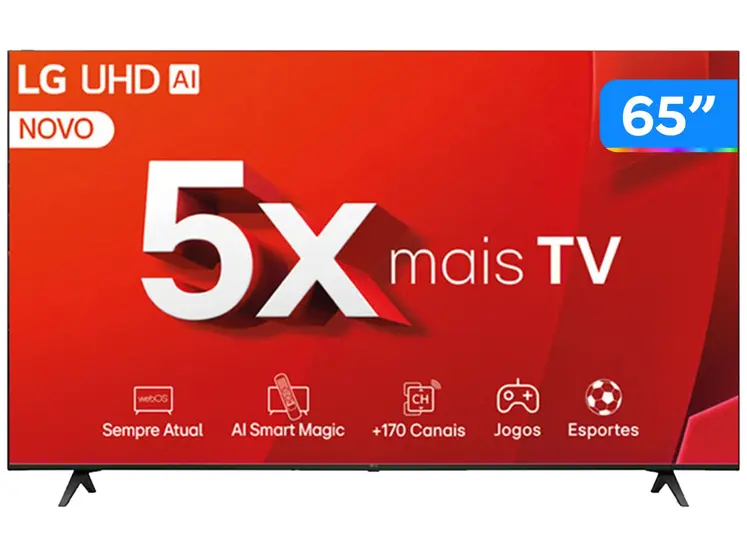 LG UHD AI
NOVO
65”
5x mais TV
webOS
CH
Sempre Atual
AI Smart Magic
+170 Canais
Jogos
Esportes